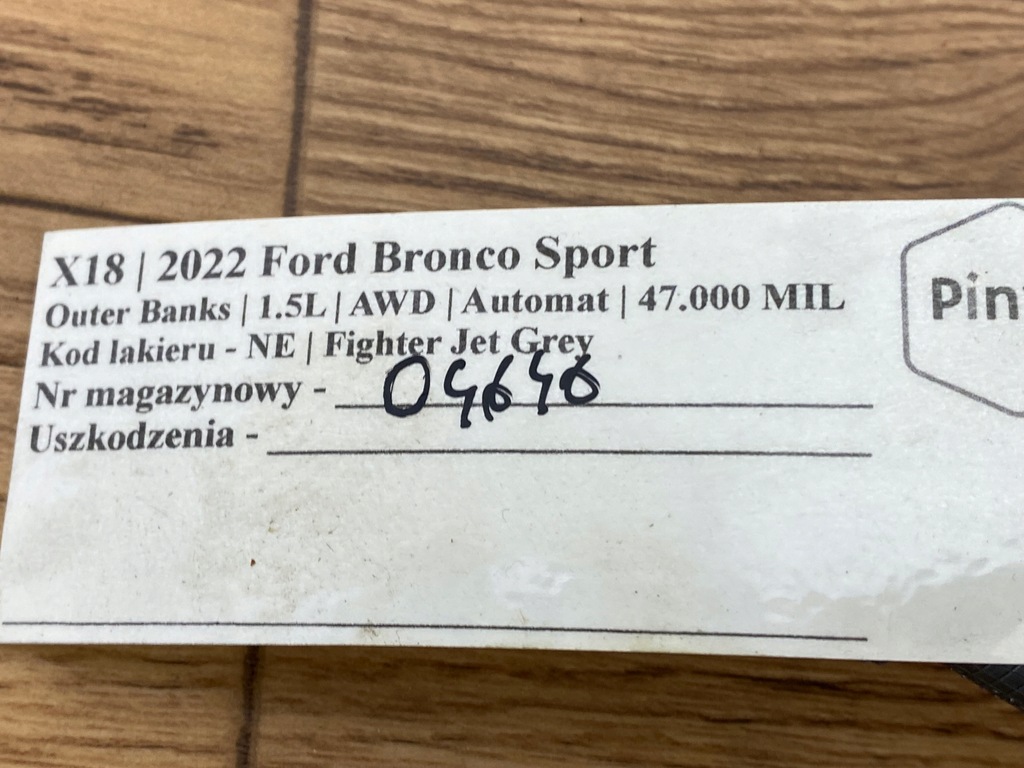 X18 | 2022 Ford Bronco Sport
Outer Banks | 1.5L | AWD | Automat | 47.000 MIL
Kod lakieru - NE | Fighter Jet Grey
Nr magazynowy - 04646
Uszkodzenia -
Pin